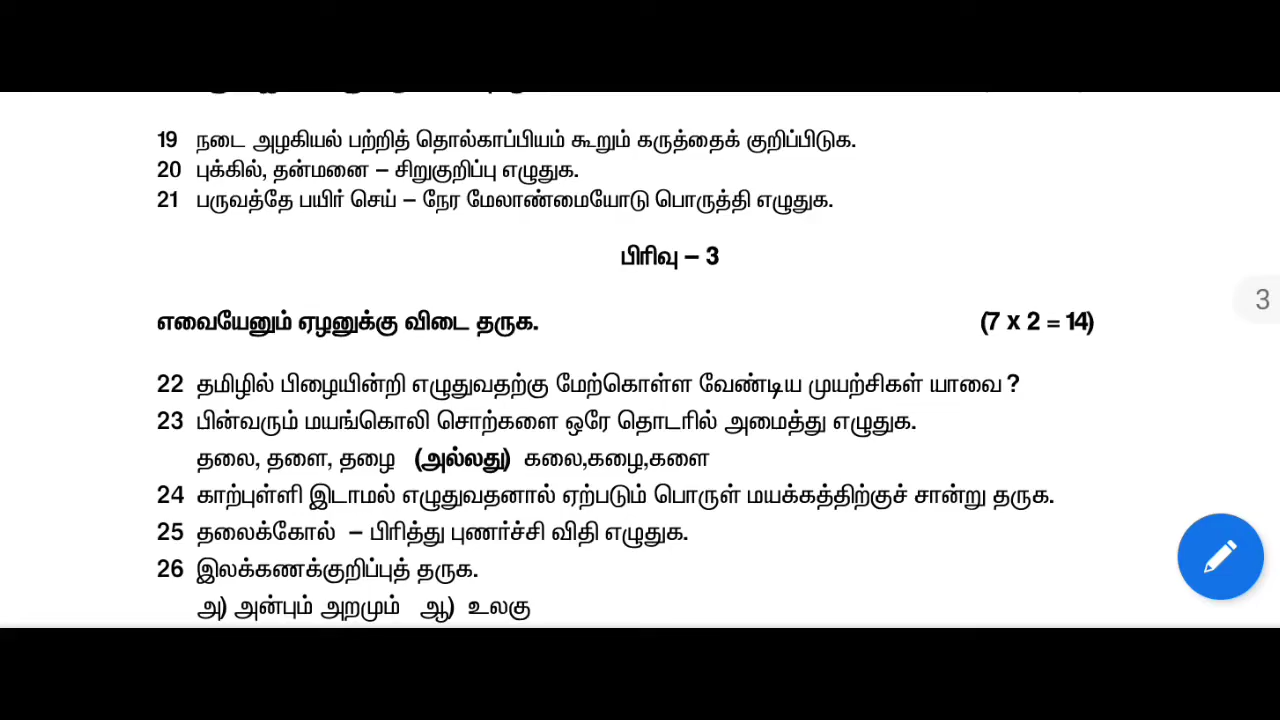 19 நடை அழகியல் பற்றித் தொல்காப்பியம் கூறும் கருத்தைக் குறிப்பிடுக.
20 புக்கில், தன்மனை – சிறுகுறிப்பு எழுதுக.
21 பருவத்தே பயிர் செய் – நேர மேலாண்மையோடு பொருத்தி எழுதுக.
பிரிவு – 3
3
எவையேனும் ஏழனுக்கு விடை தருக. (7 x 2 = 14)
22 தமிழில் பிழையின்றி எழுதுவதற்கு மேற்கொள்ள வேண்டிய முயற்சிகள் யாவை ?
23 பின்வரும் மயங்கொலி சொற்களை ஒரே தொடரில் அமைத்து எழுதுக.
தலை, தளை, தழை (அல்லது) கலை,கழை,களை
24 காற்புள்ளி இடாமல் எழுதுவதனால் ஏற்படும் பொருள் மயக்கத்திற்குச் சான்று தருக.
25 தலைக்கோல் – பிரித்து புணர்ச்சி விதி எழுதுக.
26 இலக்கணக்குறிப்புத் தருக.
அ) அன்பும் அறமும் ஆ) உலகு